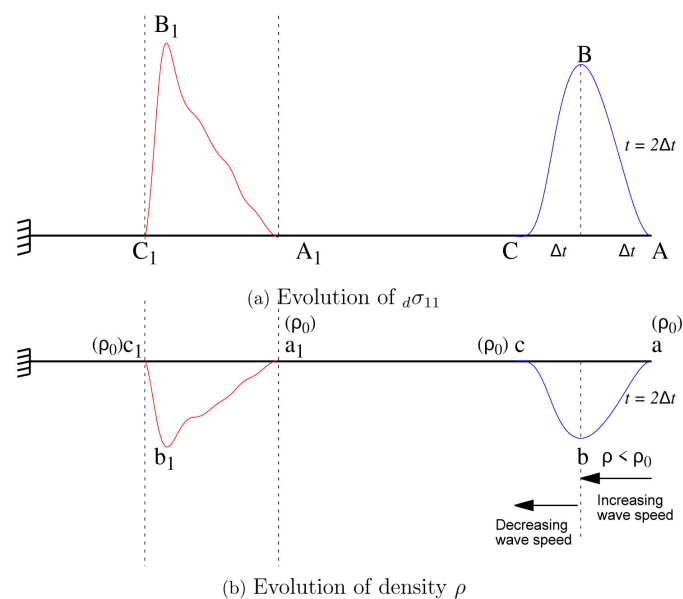 B₁
B
t = 2Δt
C₁ A₁ C Δt Δt A
(a) Evolution of dσ₁₁
(ρ₀) (ρ₀)
(ρ₀)c₁ a₁ (ρ₀) c a
t = 2Δt
b₁ b ρ < ρ₀
Increasing
wave speed
Decreasing
wave speed
(b) Evolution of density ρ